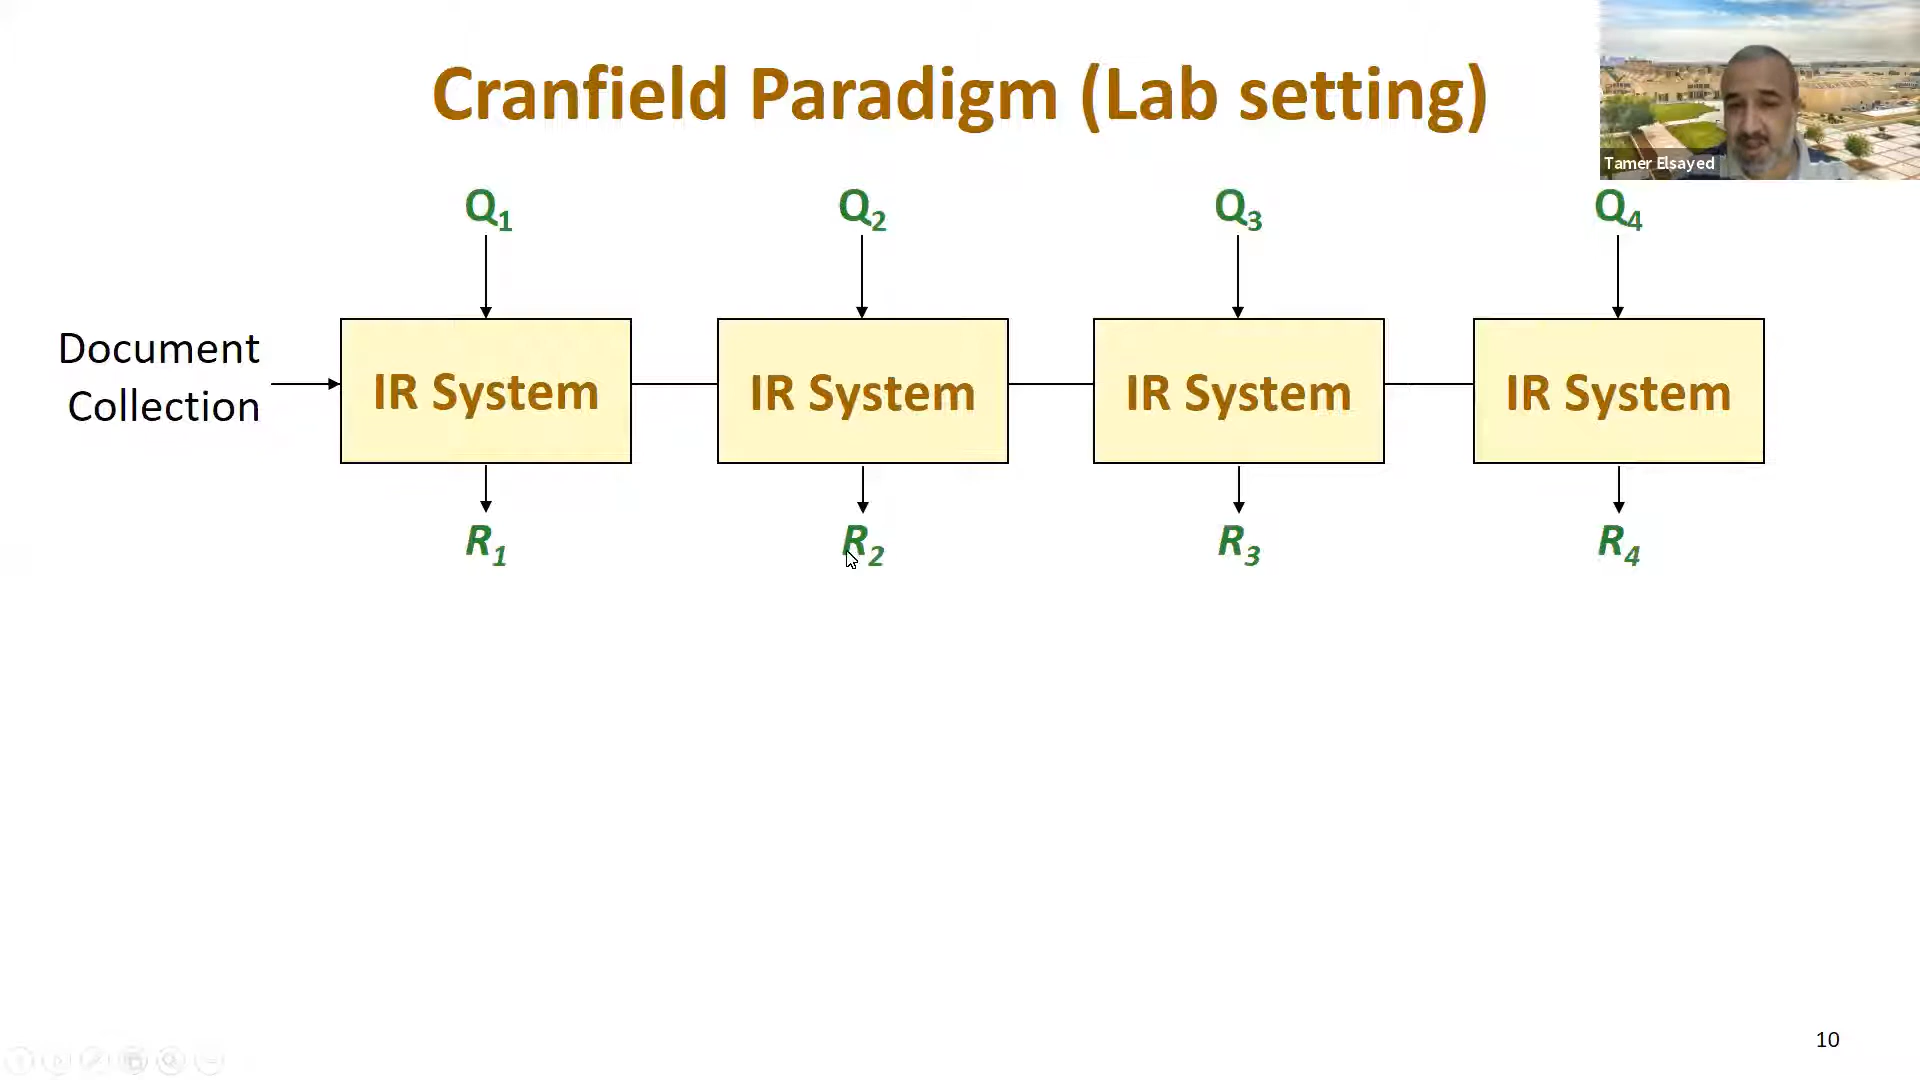 Cranfield Paradigm (Lab setting)
Tamer Elsayed
Q1 Q2 Q3 Q4
Document
Collection
IR System IR System IR System IR System
R1 R2 R3 R4
10